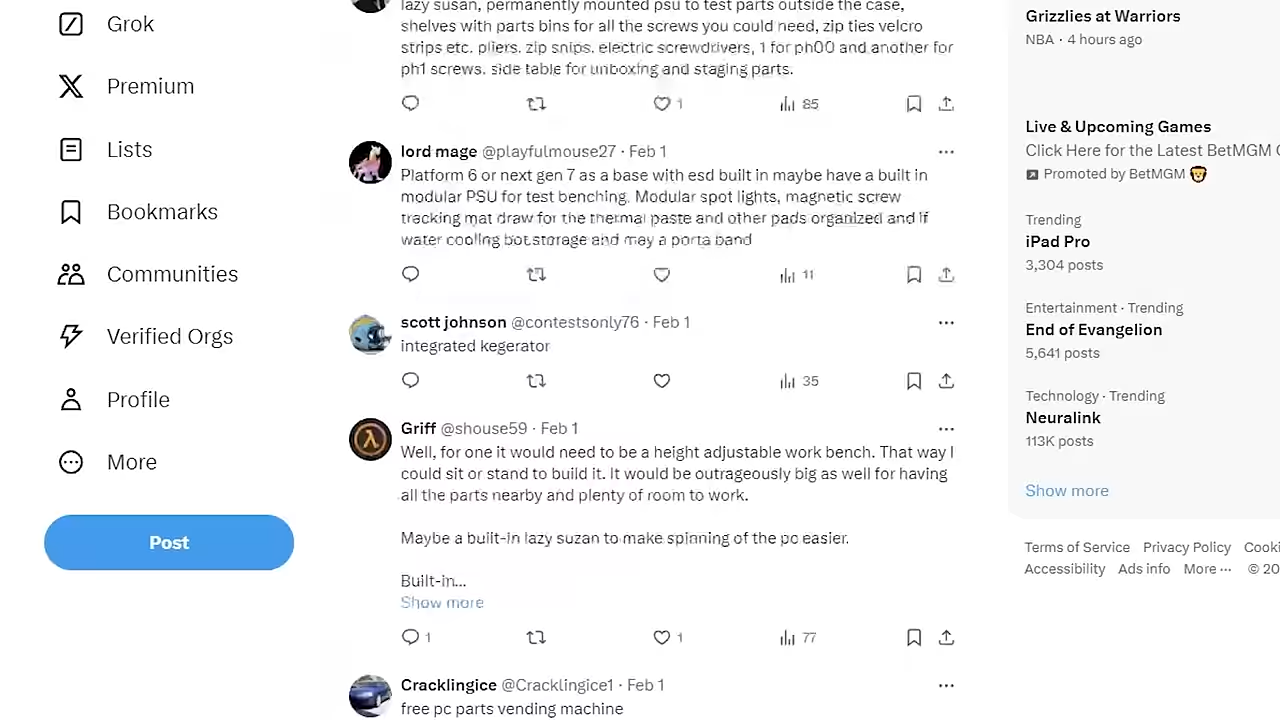 Grok
Premium
Lists
Bookmarks
Communities
Verified Orgs
Profile
More
Post
lazy susan, permanently mounted psu to test parts outside the case,
shelves with parts bins for all the screws you could need, zip ties velcro
strips etc. pliers. zip snips. electric screwdrivers, 1 for ph00 and another for
ph1 screws. side table for unboxing and staging parts.
1
85
lord mage @playfulmouse27 · Feb 1
Platform 6 or next gen 7 as a base with esd built in maybe have a built in
modular PSU for test benching. Modular spot lights, magnetic screw
tracking mat draw for the thermal paste and other pads organized and if
water cooling bot storage and may a porta band
11
scott johnson @contestsonly76 · Feb 1
integrated kegerator
35
Griff @shouse59 · Feb 1
Well, for one it would need to be a height adjustable work bench. That way I
could sit or stand to build it. It would be outrageously big as well for having
all the parts nearby and plenty of room to work.
Maybe a built-in lazy suzan to make spinning of the pc easier.
Built-in...
Show more
1
1
77
Cracklingice @Cracklingice1 · Feb 1
free pc parts vending machine
Grizzlies at Warriors
NBA · 4 hours ago
Live & Upcoming Games
Click Here for the Latest BetMGM
Promoted by BetMGM
Trending
iPad Pro
3,304 posts
Entertainment · Trending
End of Evangelion
5,641 posts
Technology · Trending
Neuralink
113K posts
Show more
Terms of Service Privacy Policy Cooki
Accessibility Ads info More ··· © 20